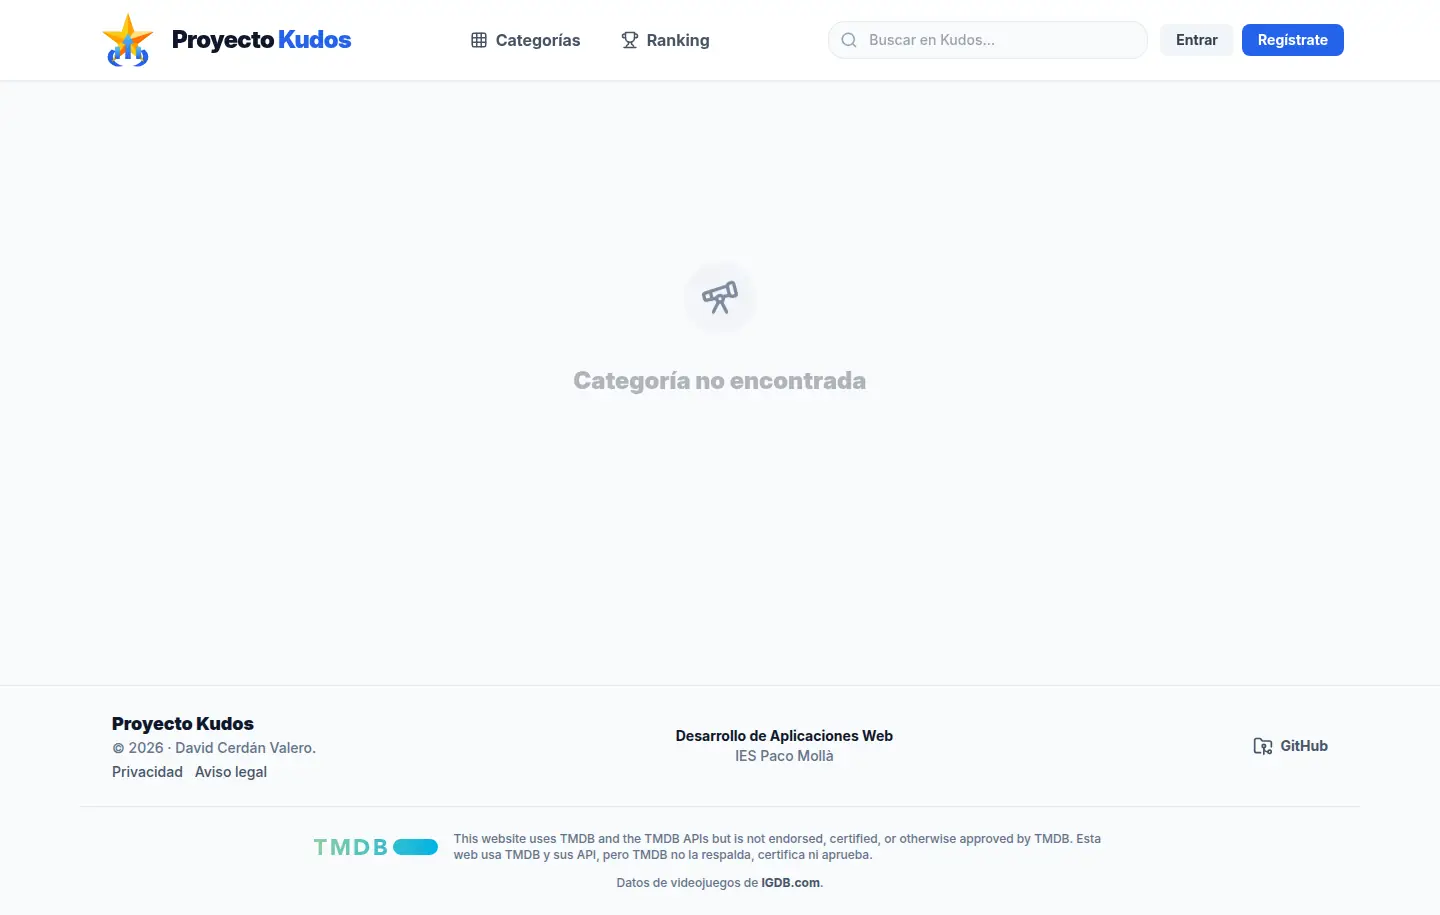 Proyecto Kudos
Categorías
Ranking
Buscar en Kudos...
Entrar
Regístrate
Categoría no encontrada
Proyecto Kudos
© 2026 · David Cerdán Valero.
Privacidad Aviso legal
Desarrollo de Aplicaciones Web
IES Paco Mollà
GitHub
TMDB
This website uses TMDB and the TMDB APIs but is not endorsed, certified, or otherwise approved by TMDB. Esta
web usa TMDB y sus API, pero TMDB no la respalda, certifica ni aprueba.
Datos de videojuegos de IGDB.com.